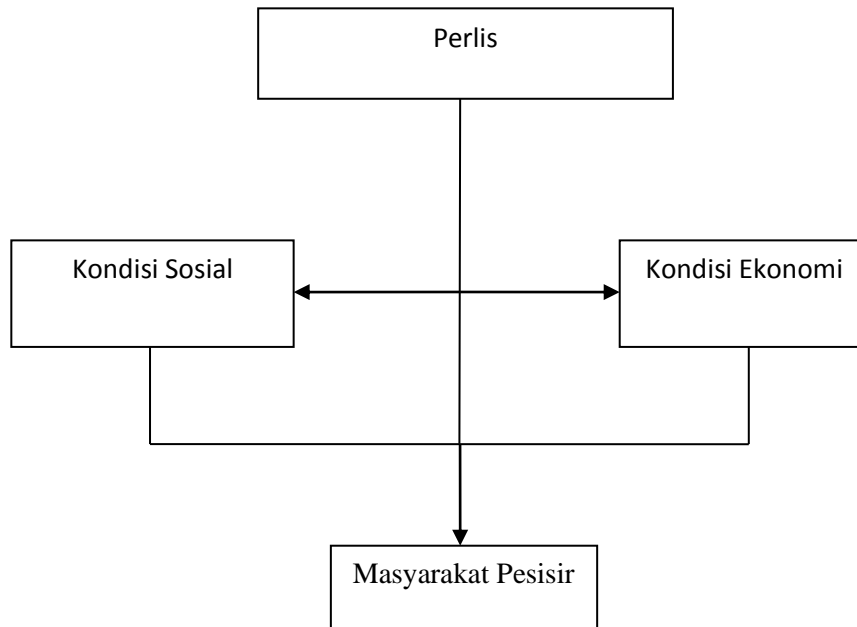 Perlis
Kondisi Sosial
Kondisi Ekonomi
Masyarakat Pesisir